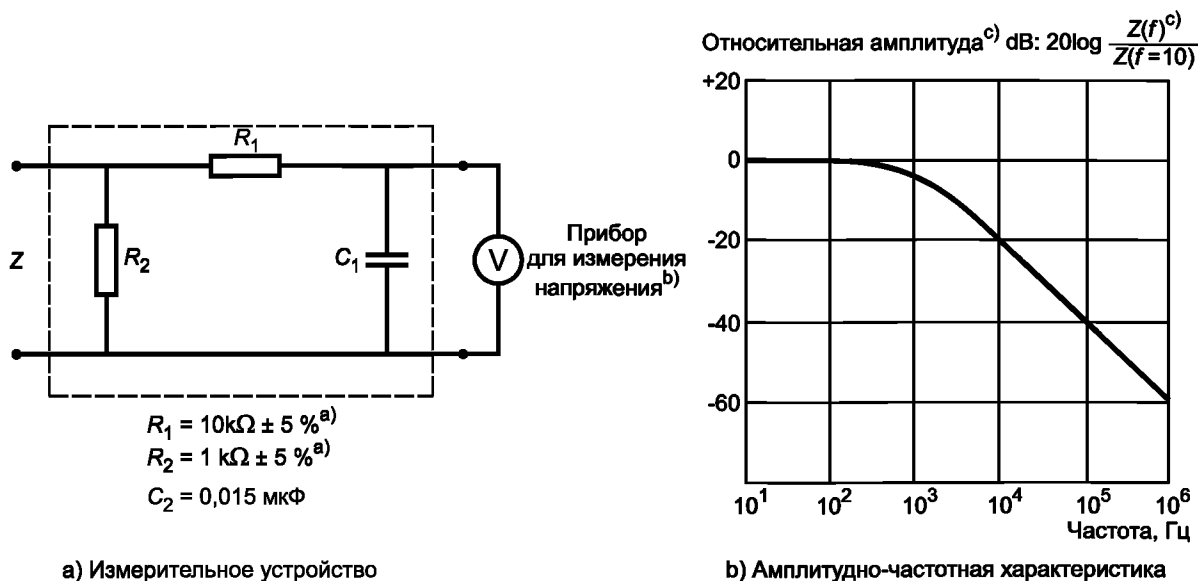 R1
Z
R2
C1
V
Прибор
для измерения
напряжения b)
R1 = 10kΩ ± 5 % a)
R2 = 1 kΩ ± 5 % a)
C2 = 0,015 мкФ
a) Измерительное устройство
Относительная амплитуда c) dB: 20log Z(f) c) / Z(f=10)
+20
0
-20
-40
-60
10^1 10^2 10^3 10^4 10^5 10^6
Частота, Гц
b) Амплитудно-частотная характеристика